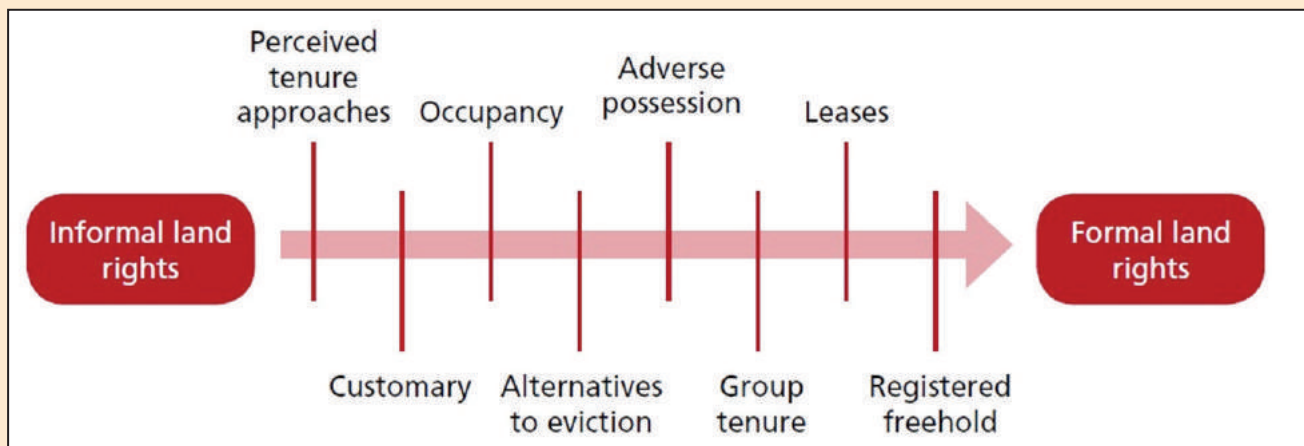 Perceived
tenure
approaches
Occupancy
Adverse
possession
Leases
Informal land
rights
Formal land
rights
Customary
Alternatives
to eviction
Group
tenure
Registered
freehold